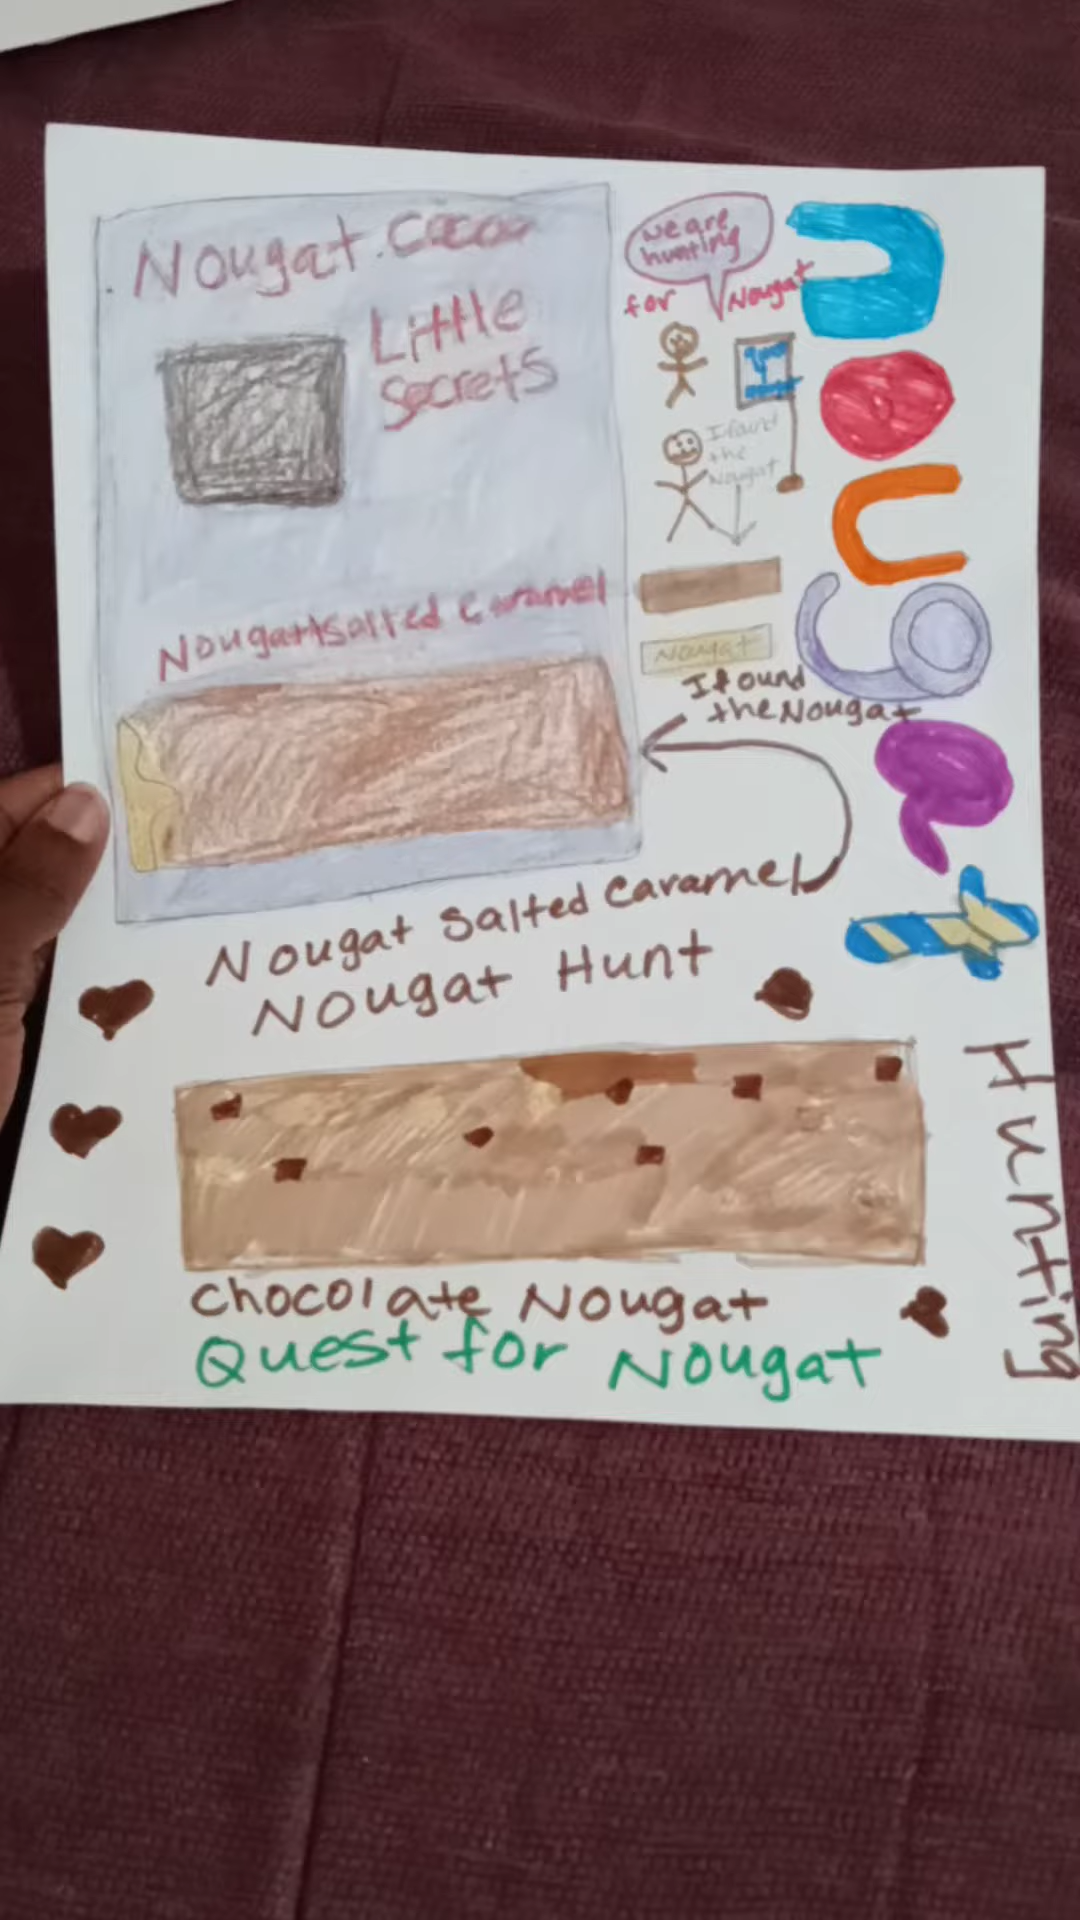 Nougat.cocoa
Little
Secrets
Nougat+salted Caramel
we are
hunting
for Nougat
I found
the
Nougat
Nougat
I found
the Nougat
Nougat
Nougat Salted Caramel
Nougat Hunt
Hunting
Chocolate Nougat
Quest for Nougat